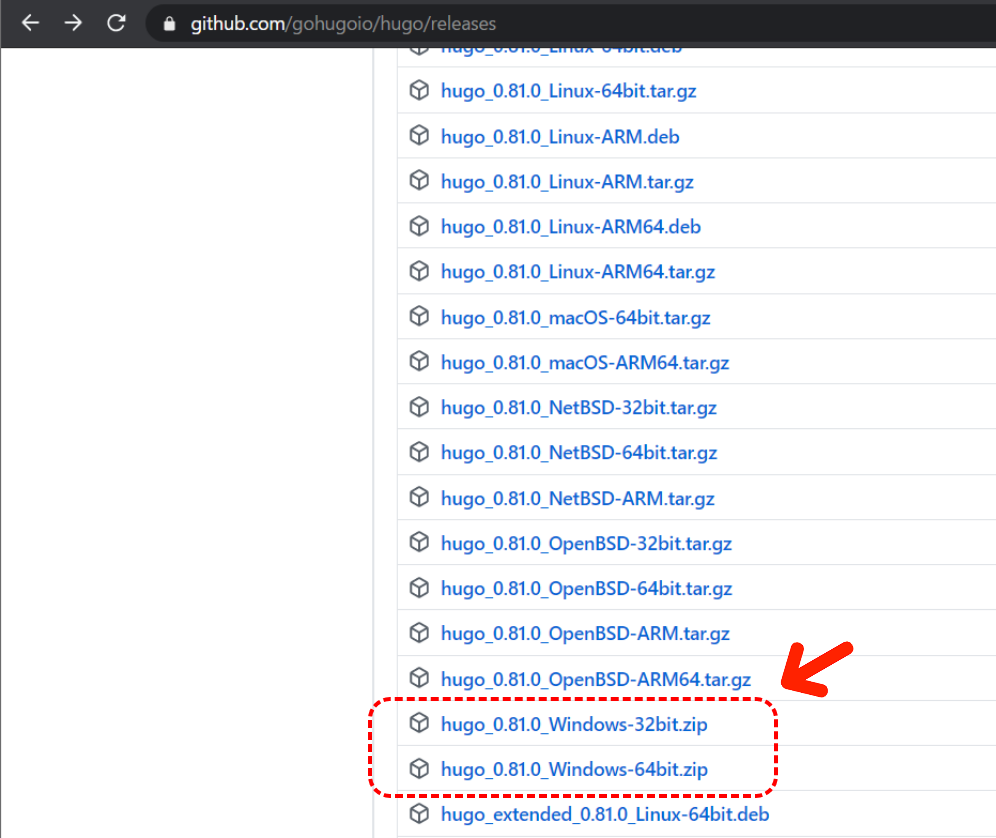 github.com/gohugoio/hugo/releases
hugo_0.81.0_Linux-64bit.deb
hugo_0.81.0_Linux-64bit.tar.gz
hugo_0.81.0_Linux-ARM.deb
hugo_0.81.0_Linux-ARM.tar.gz
hugo_0.81.0_Linux-ARM64.deb
hugo_0.81.0_Linux-ARM64.tar.gz
hugo_0.81.0_macOS-64bit.tar.gz
hugo_0.81.0_macOS-ARM64.tar.gz
hugo_0.81.0_NetBSD-32bit.tar.gz
hugo_0.81.0_NetBSD-64bit.tar.gz
hugo_0.81.0_NetBSD-ARM.tar.gz
hugo_0.81.0_OpenBSD-32bit.tar.gz
hugo_0.81.0_OpenBSD-64bit.tar.gz
hugo_0.81.0_OpenBSD-ARM.tar.gz
hugo_0.81.0_OpenBSD-ARM64.tar.gz
hugo_0.81.0_Windows-32bit.zip
hugo_0.81.0_Windows-64bit.zip
hugo_extended_0.81.0_Linux-64bit.deb